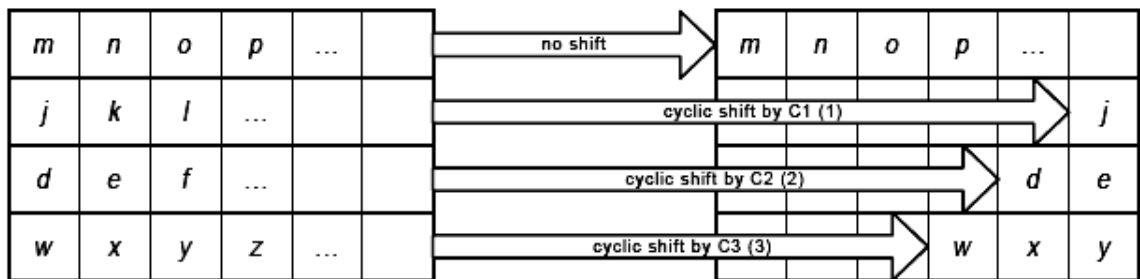 m n o p ... no shift m n o p ...
j k l ... cyclic shift by C1 (1) j
d e f ... cyclic shift by C2 (2) d e
w x y z ... cyclic shift by C3 (3) w x y